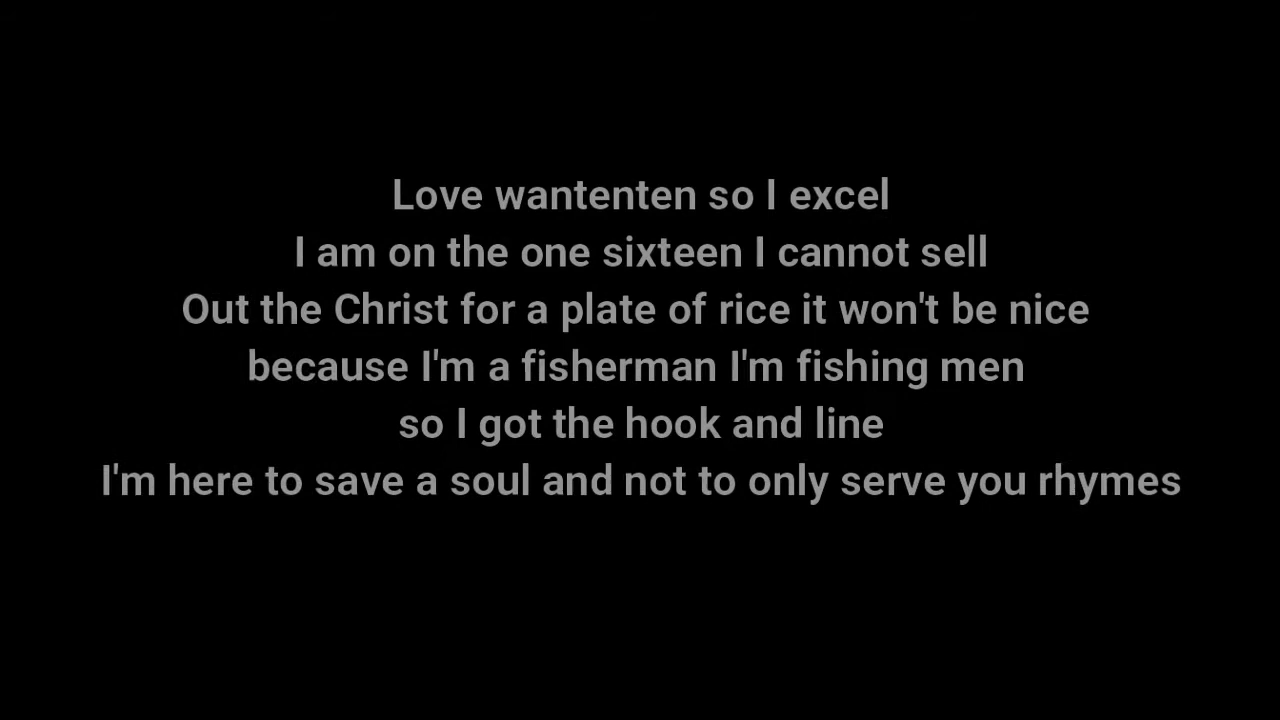 Love wantenten so I excel
I am on the one sixteen I cannot sell
Out the Christ for a plate of rice it won't be nice
because I'm a fisherman I'm fishing men
so I got the hook and line
I'm here to save a soul and not to only serve you rhymes